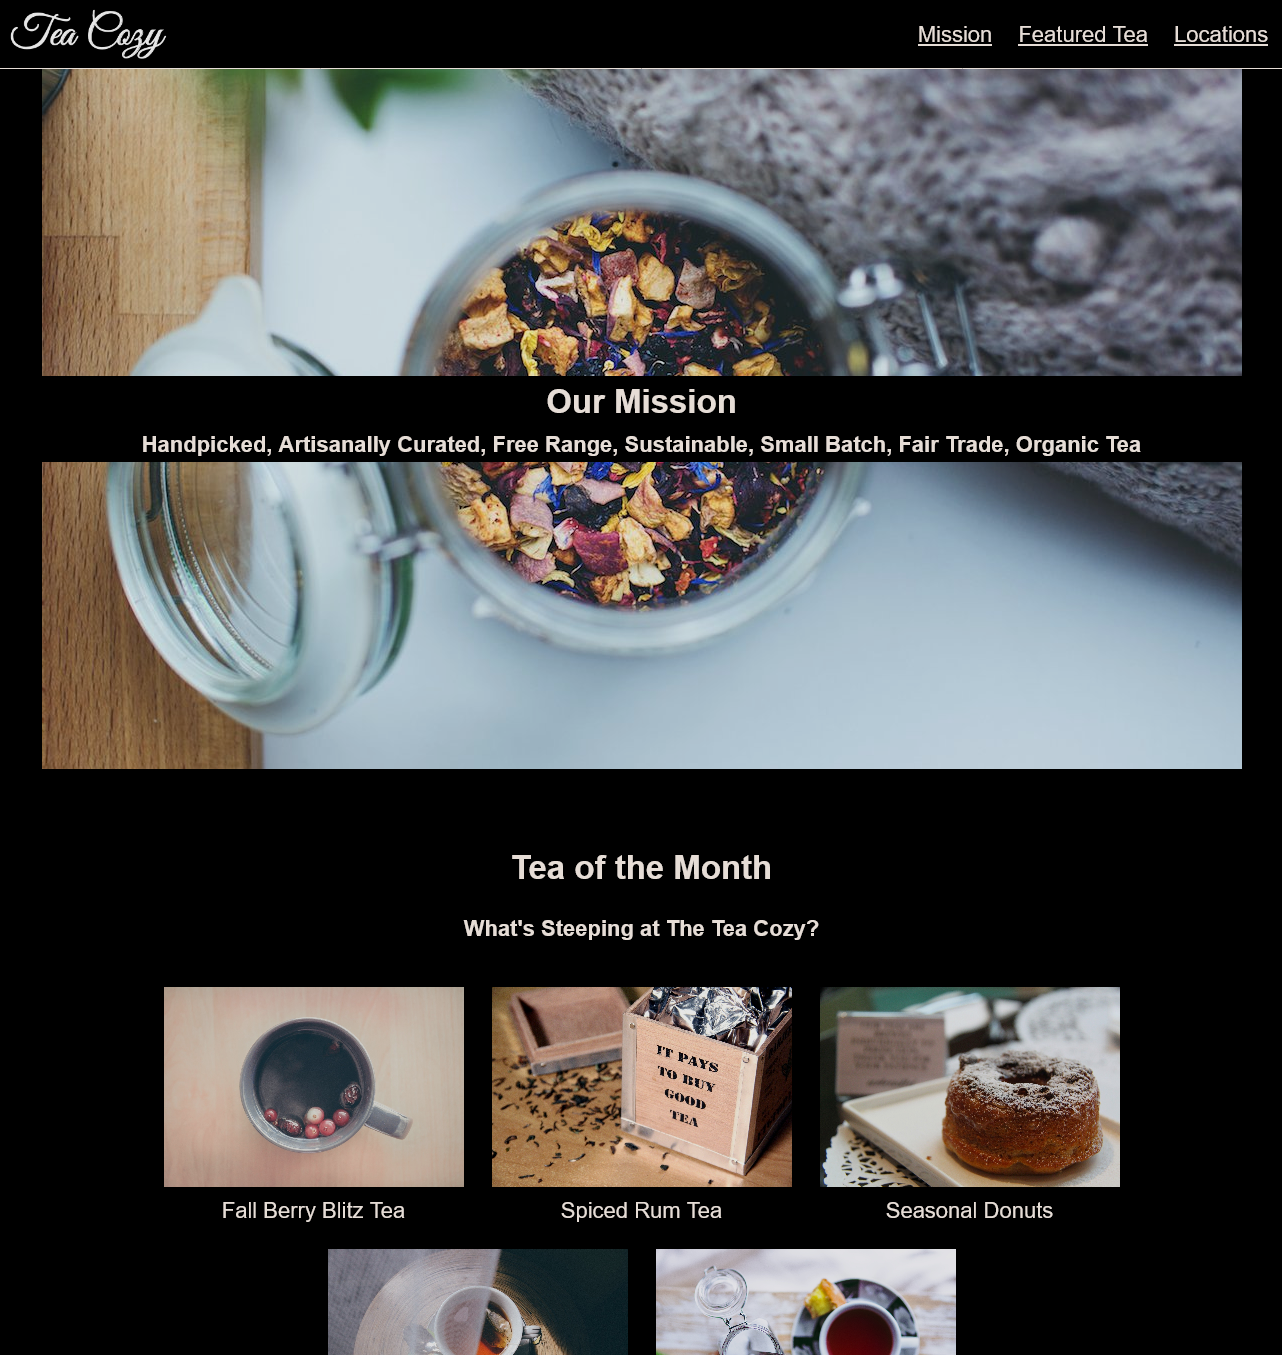 Tea Cozy
Mission Featured Tea Locations
Our Mission
Handpicked, Artisanally Curated, Free Range, Sustainable, Small Batch, Fair Trade, Organic Tea
Tea of the Month
What's Steeping at The Tea Cozy?
IT PAYS
TO BUY
GOOD
TEA
Fall Berry Blitz Tea
Spiced Rum Tea
Seasonal Donuts